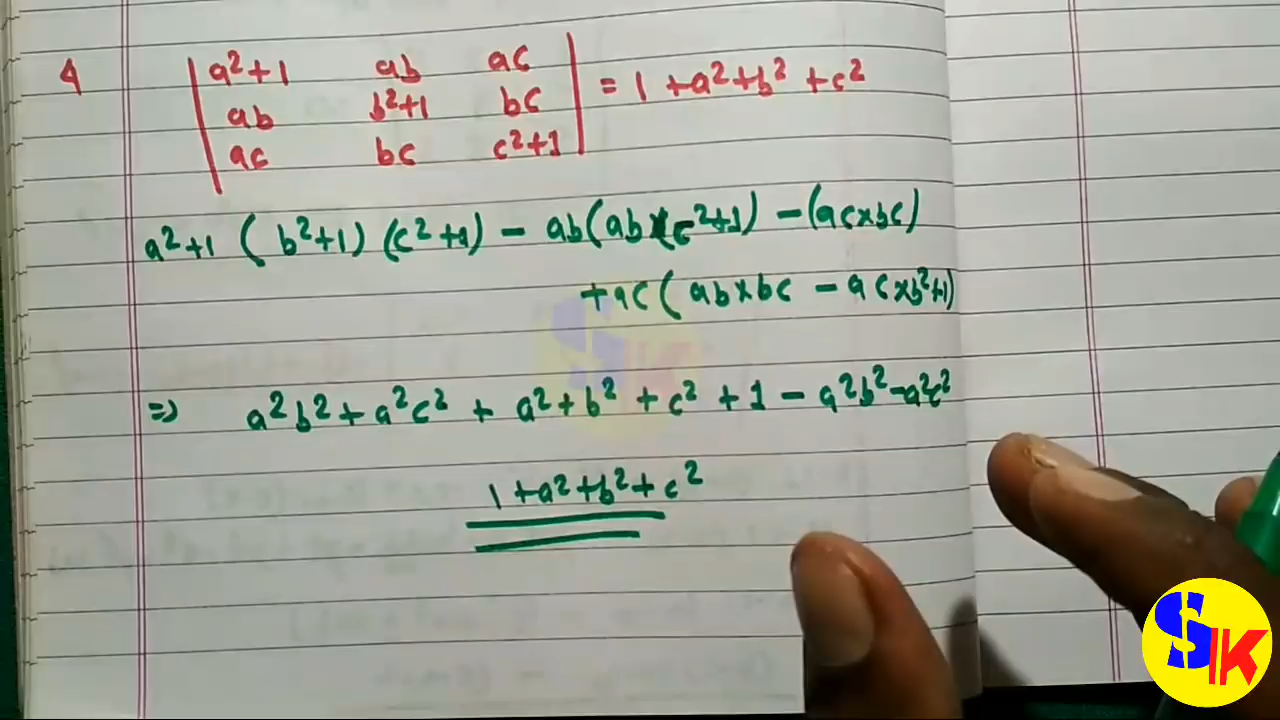 4
| a²+1 ab ac | = 1 + a² + b² + c²
| ab b²+1 bc |
| ac bc c²+1 |
a²+1 ( b²+1) (c²+1) - ab(ab×(c²+1) - (ac×bc)
+ac( ab×bc - ac×b²+1)
⇒ a²b² + a²c² + a² + b² + c² + 1 - a²b² - a²c²
1 + a² + b² + c²
SK
SK